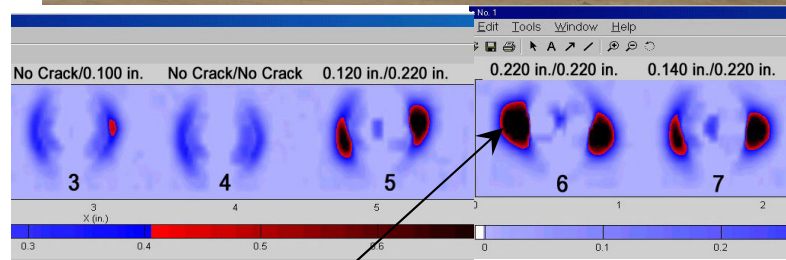 No. 1
Edit Tools Window Help
No Crack/0.100 in. No Crack/No Crack 0.120 in./0.220 in. 0.220 in./0.220 in. 0.140 in./0.220 in.
3 4 5 6 7
3 4 5 0 1 2
X (in.)
0.3 0.4 0.5 0.6 0 0.1 0.2